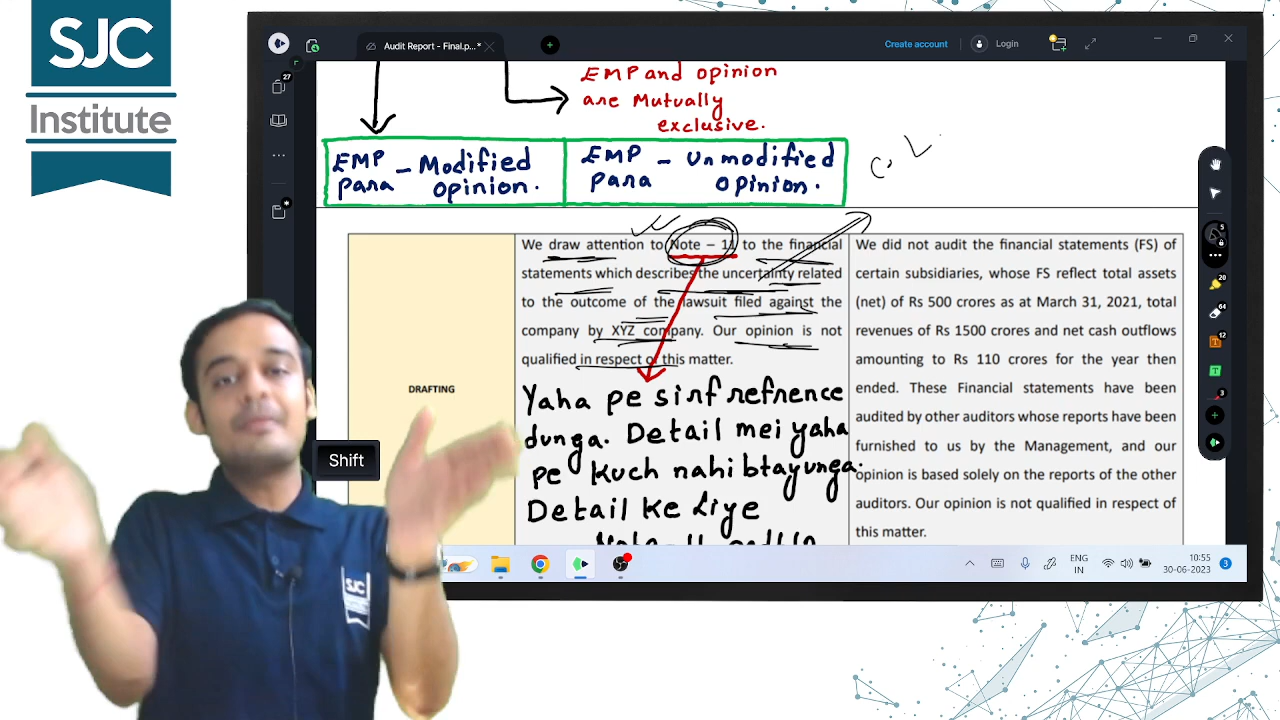 SJC
Institute
Audit Report - Final.p...*
Create account
Login
27
EMP and opinion
are Mutually
exclusive.
EMP Para - Modified opinion.
EMP Para - Unmodified opinion.
C. L
DRAFTING
We draw attention to Note – 11 to the financial
statements which describes the uncertainty related
to the outcome of the lawsuit filed against the
company by XYZ company. Our opinion is not
qualified in respect of this matter.
Yaha pe sirf refrence
dunga. Detail mei yaha
pe kuch nahi btayunga.
Detail ke liye
We did not audit the financial statements (FS) of
certain subsidiaries, whose FS reflect total assets
(net) of Rs 500 crores as at March 31, 2021, total
revenues of Rs 1500 crores and net cash outflows
amounting to Rs 110 crores for the year then
ended. These Financial statements have been
audited by other auditors whose reports have been
furnished to us by the Management, and our
opinion is based solely on the reports of the other
auditors. Our opinion is not qualified in respect of
this matter.
Shift
SJC
5
20
64
12
3
ENG
IN
10:55
30-06-2023
3